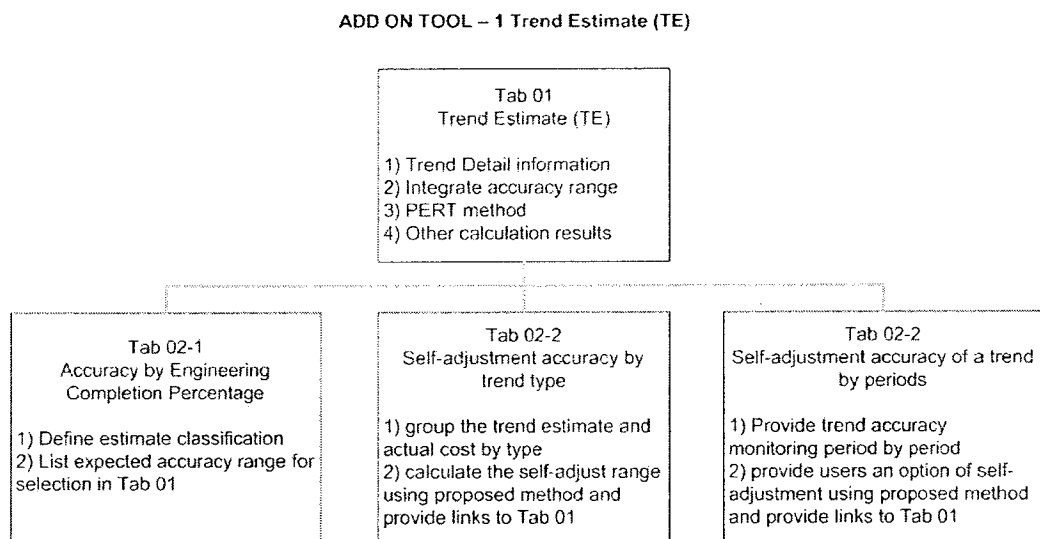 ADD ON TOOL – 1 Trend Estimate (TE)
Tab 01
Trend Estimate (TE)
1) Trend Detail information
2) Integrate accuracy range
3) PERT method
4) Other calculation results
Tab 02-1
Accuracy by Engineering
Completion Percentage
1) Define estimate classification
2) List expected accuracy range for
selection in Tab 01
Tab 02-2
Self-adjustment accuracy by
trend type
1) group the trend estimate and
actual cost by type
2) calculate the self-adjust range
using proposed method and
provide links to Tab 01
Tab 02-2
Self-adjustment accuracy of a trend
by periods
1) Provide trend accuracy
monitoring period by period
2) provide users an option of self-
adjustment using proposed method
and provide links to Tab 01